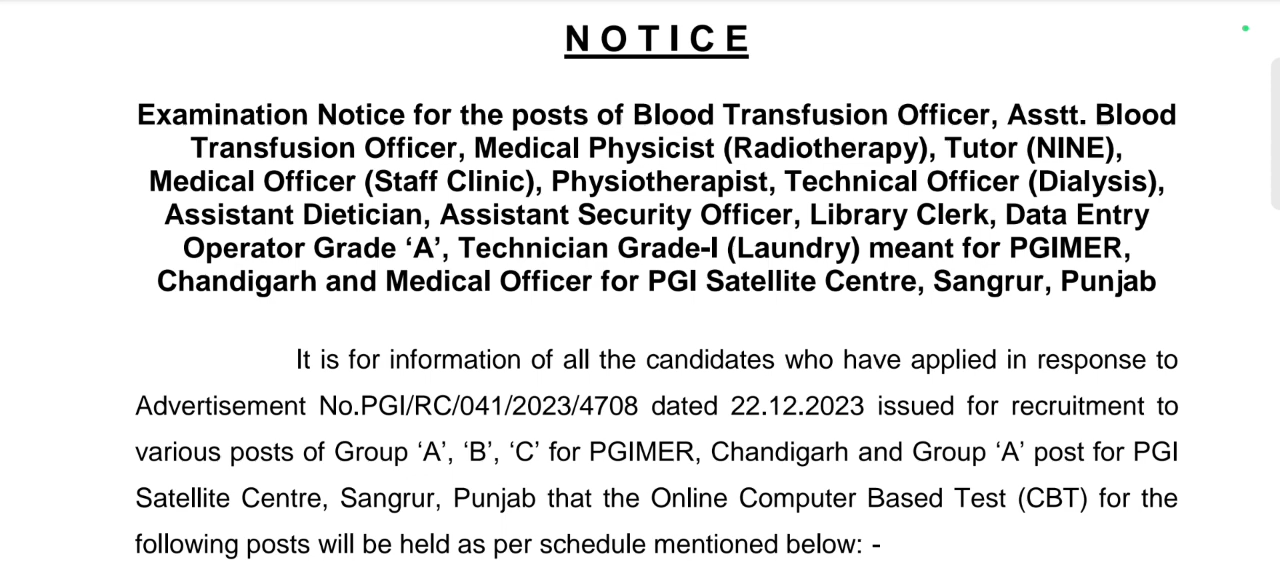 NOTICE
Examination Notice for the posts of Blood Transfusion Officer, Asstt. Blood
Transfusion Officer, Medical Physicist (Radiotherapy), Tutor (NINE),
Medical Officer (Staff Clinic), Physiotherapist, Technical Officer (Dialysis),
Assistant Dietician, Assistant Security Officer, Library Clerk, Data Entry
Operator Grade ‘A’, Technician Grade-I (Laundry) meant for PGIMER,
Chandigarh and Medical Officer for PGI Satellite Centre, Sangrur, Punjab
It is for information of all the candidates who have applied in response to
Advertisement No.PGI/RC/041/2023/4708 dated 22.12.2023 issued for recruitment to
various posts of Group ‘A’, ‘B’, ‘C’ for PGIMER, Chandigarh and Group ‘A’ post for PGI
Satellite Centre, Sangrur, Punjab that the Online Computer Based Test (CBT) for the
following posts will be held as per schedule mentioned below: -